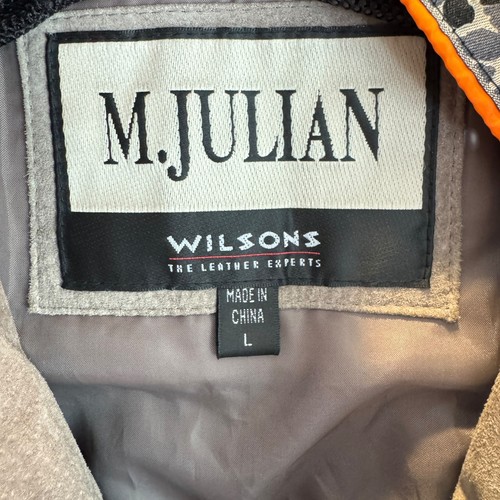 M.JULIAN
WILSONS
THE LEATHER EXPERTS
MADE IN
CHINA
L